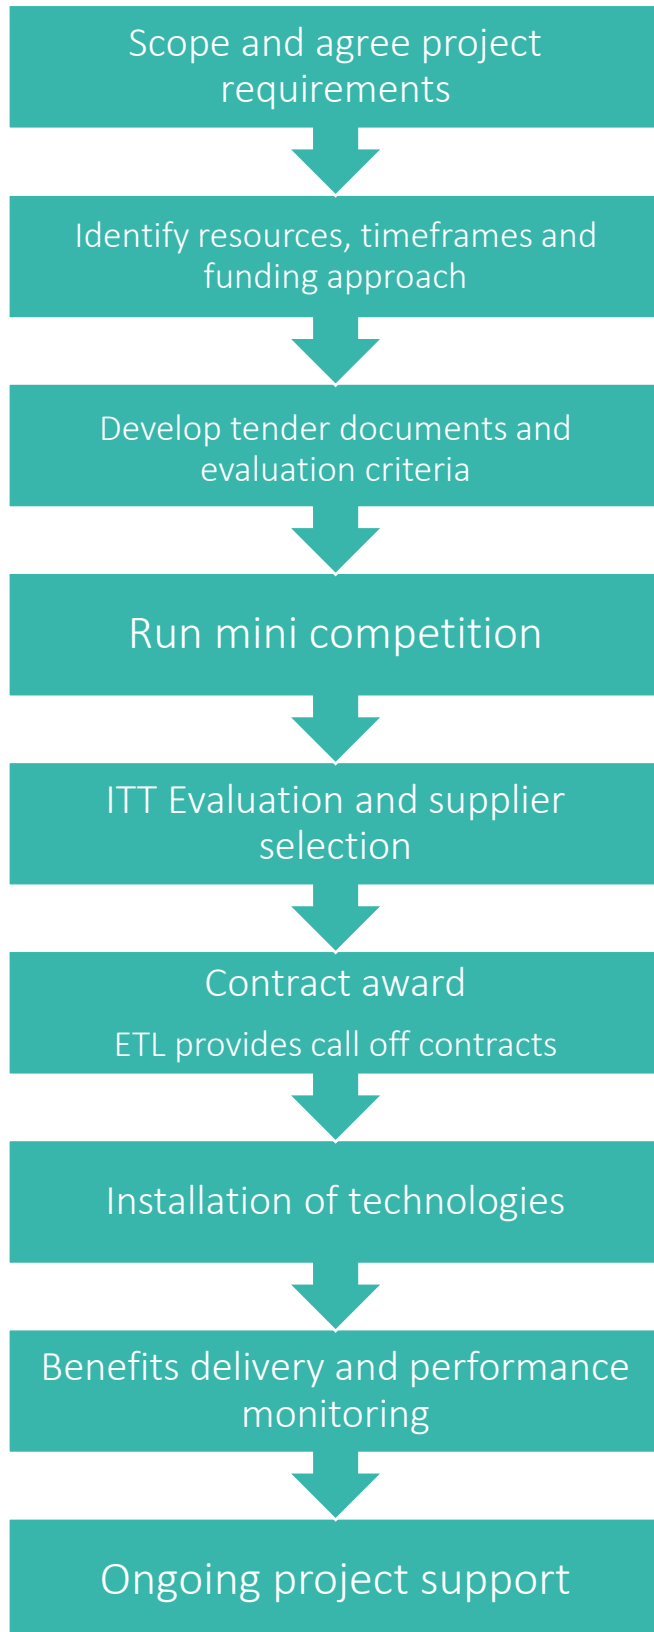 Scope and agree project
requirements
Identify resources, timeframes and
funding approach
Develop tender documents and
evaluation criteria
Run mini competition
ITT Evaluation and supplier
selection
Contract award
ETL provides call off contracts
Installation of technologies
Benefits delivery and performance
monitoring
Ongoing project support